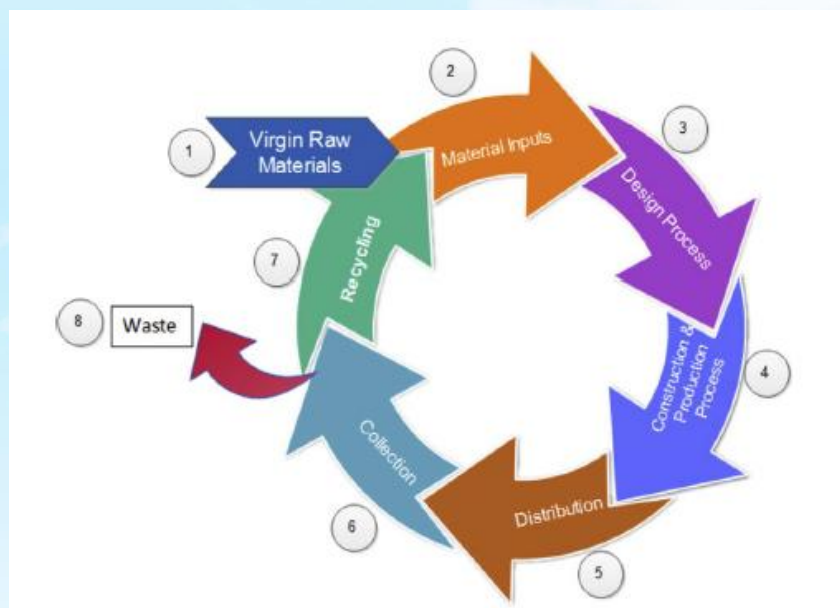 1
Virgin Raw
Materials
2
Material Inputs
3
Design Process
4
Construction &
Production
Process
5
Distribution
6
Collection
7
Recycling
8
Waste